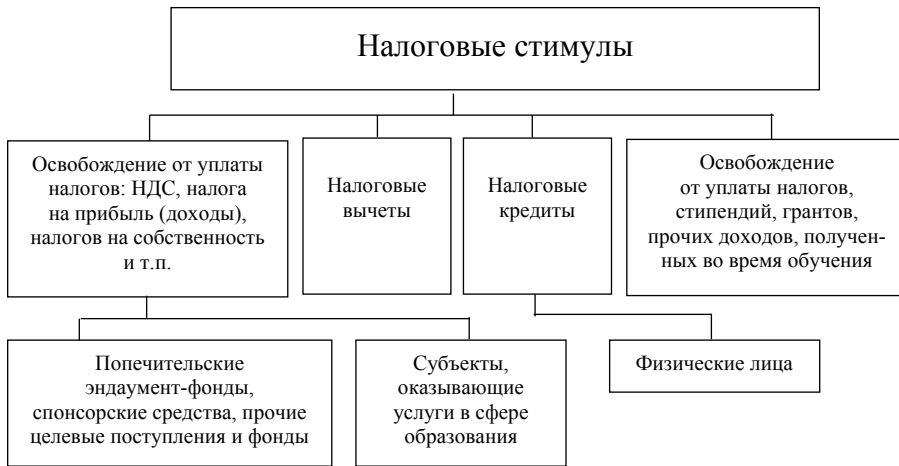 Налоговые стимулы
Освобождение от уплаты
налогов: НДС, налога
на прибыль (доходы),
налогов на собственность
и т.п.
Налоговые
вычеты
Налоговые
кредиты
Освобождение
от уплаты налогов,
стипендий, грантов,
прочих доходов, получен-
ных во время обучения
Попечительские
эндаумент-фонды,
спонсорские средства, прочие
целевые поступления и фонды
Субъекты,
оказывающие
услуги в сфере
образования
Физические лица